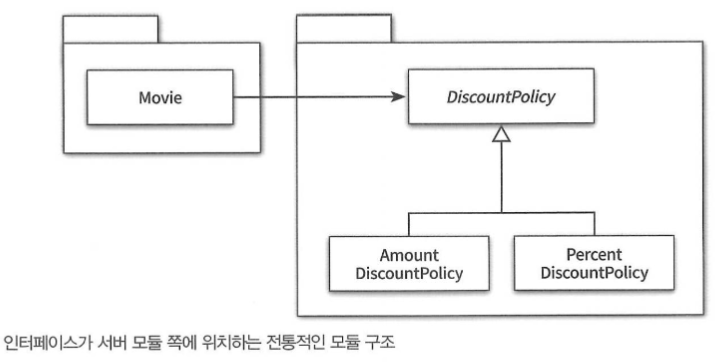 Movie
DiscountPolicy
Amount
DiscountPolicy
Percent
DiscountPolicy
인터페이스가 서버 모듈 쪽에 위치하는 전통적인 모듈 구조